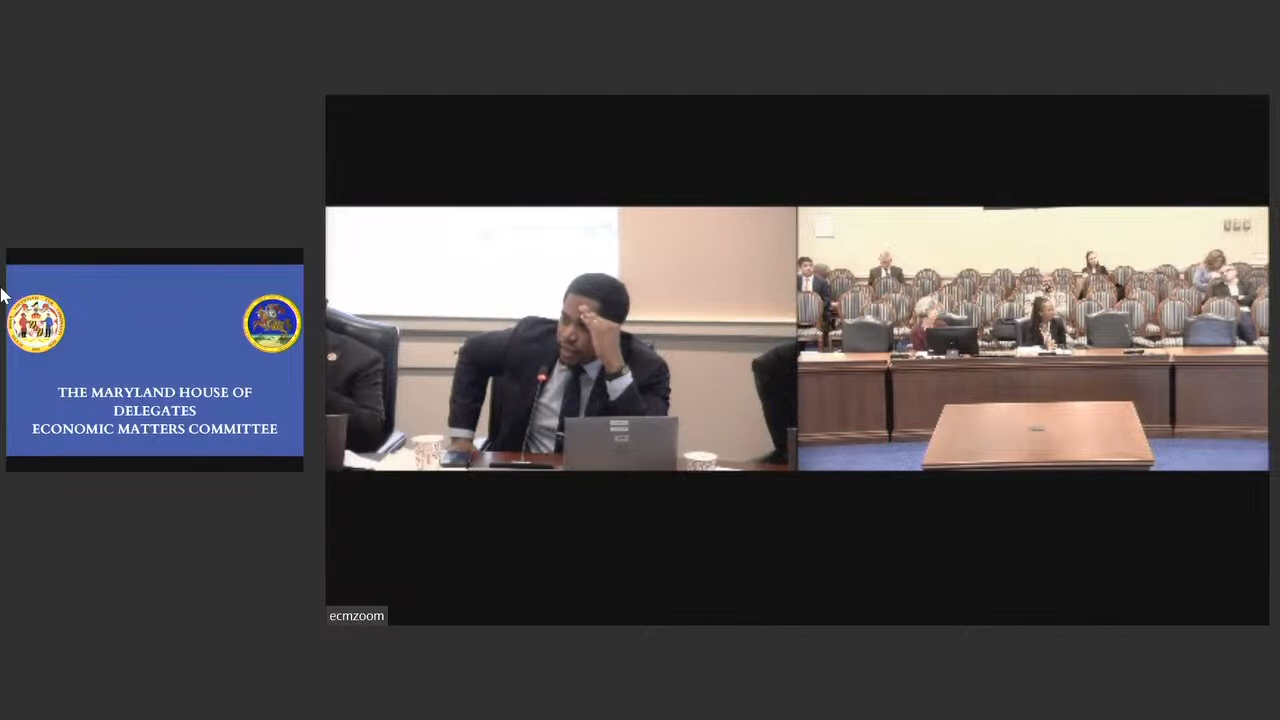 THE MARYLAND HOUSE OF
DELEGATES
ECONOMIC MATTERS COMMITTEE
ecmzoom